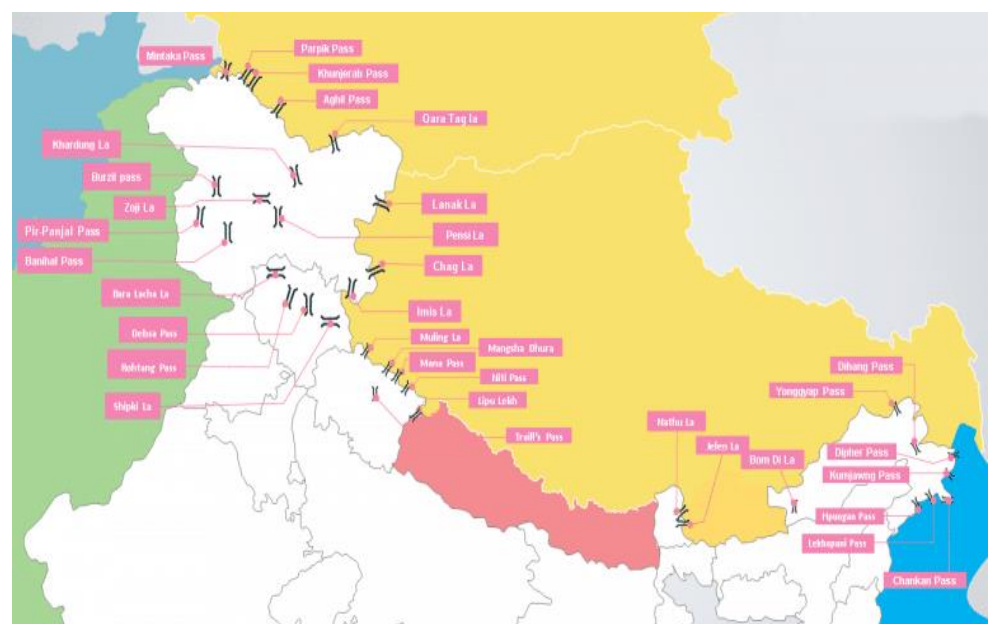 Mintaka Pass
Parpik Pass
Khunjerab Pass
Aghil Pass
Qara Tag la
Khardung La
Burzil pass
Zoji La
Pir-Panjal Pass
Banihal Pass
Lanak La
Pensi La
Chag La
Bara Lacha La
Imis La
Debsa Pass
Muling La
Mangsha Dhura
Mana Pass
Rohtang Pass
Niti Pass
Shipki La
Lipu Lekh
Traill's Pass
Dihang Pass
Yonggyap Pass
Nathu La
Jelep La
Bom Di La
Dipher Pass
Kumjawng Pass
Hpungan Pass
Lekhapani Pass
Chankan Pass